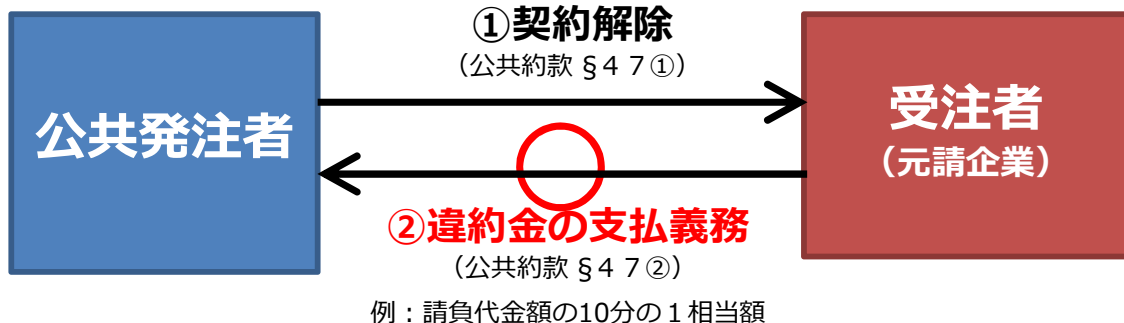 ①契約解除
（公共約款 §４７①）
公共発注者
受注者
（元請企業）
②違約金の支払義務
（公共約款 §４７②）
例：請負代金額の10分の１相当額